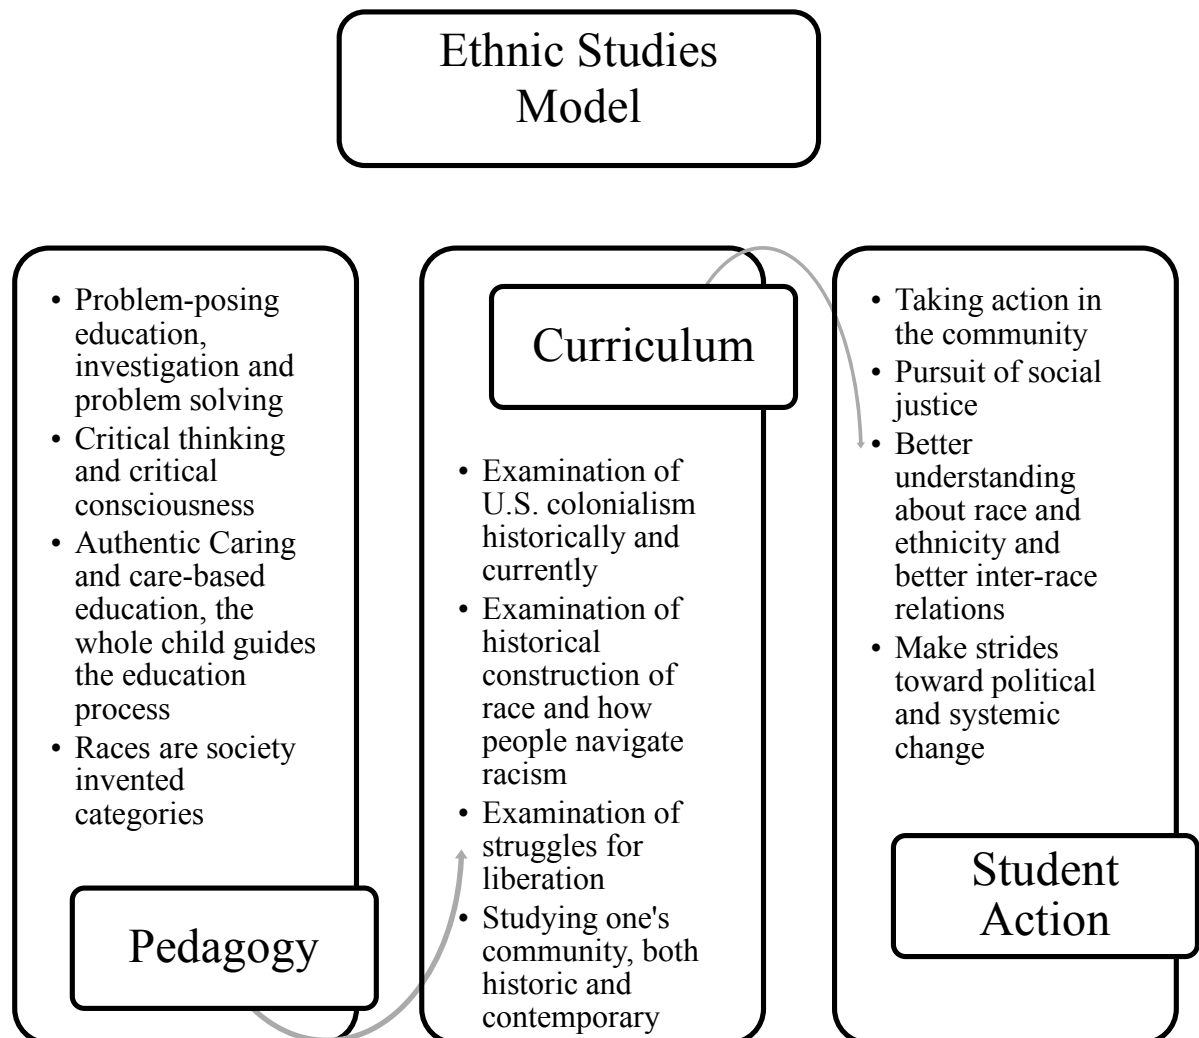 Ethnic Studies
Model
• Problem-posing
education,
investigation and
problem solving
• Critical thinking
and critical
consciousness
• Authentic Caring
and care-based
education, the
whole child guides
the education
process
• Races are society
invented
categories
Pedagogy
Curriculum
• Examination of
U.S. colonialism
historically and
currently
• Examination of
historical
construction of
race and how
people navigate
racism
• Examination of
struggles for
liberation
• Studying one's
community, both
historic and
contemporary
• Taking action in
the community
• Pursuit of social
justice
• Better
understanding
about race and
ethnicity and
better inter-race
relations
• Make strides
toward political
and systemic
change
Student
Action